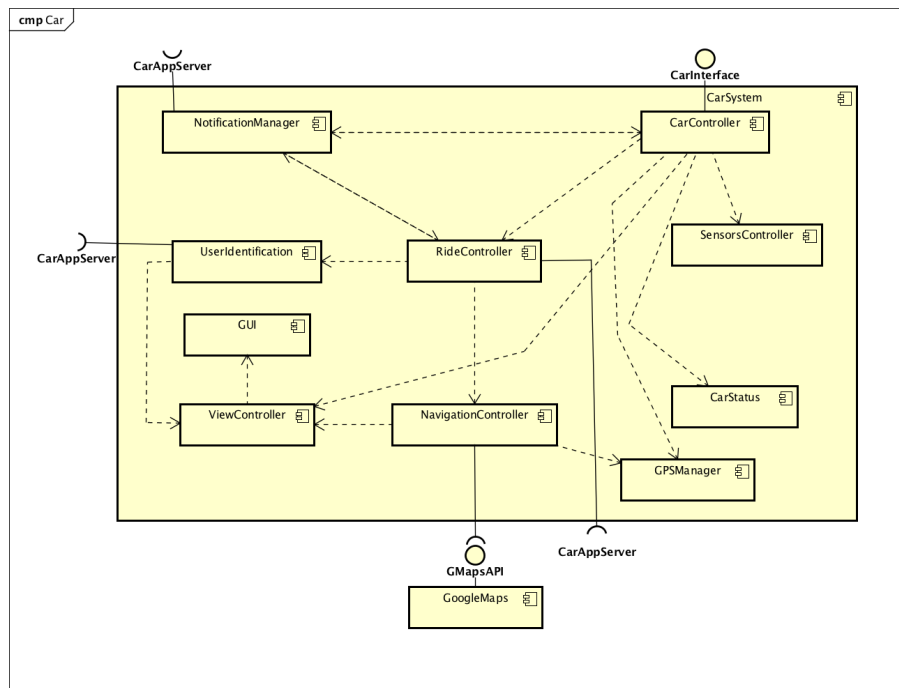 cmp Car
CarAppServer
CarInterface
CarSystem
NotificationManager
CarController
CarAppServer
UserIdentification
RideController
SensorsController
GUI
ViewController
NavigationController
CarStatus
GPSManager
CarAppServer
GMapsAPI
GoogleMaps